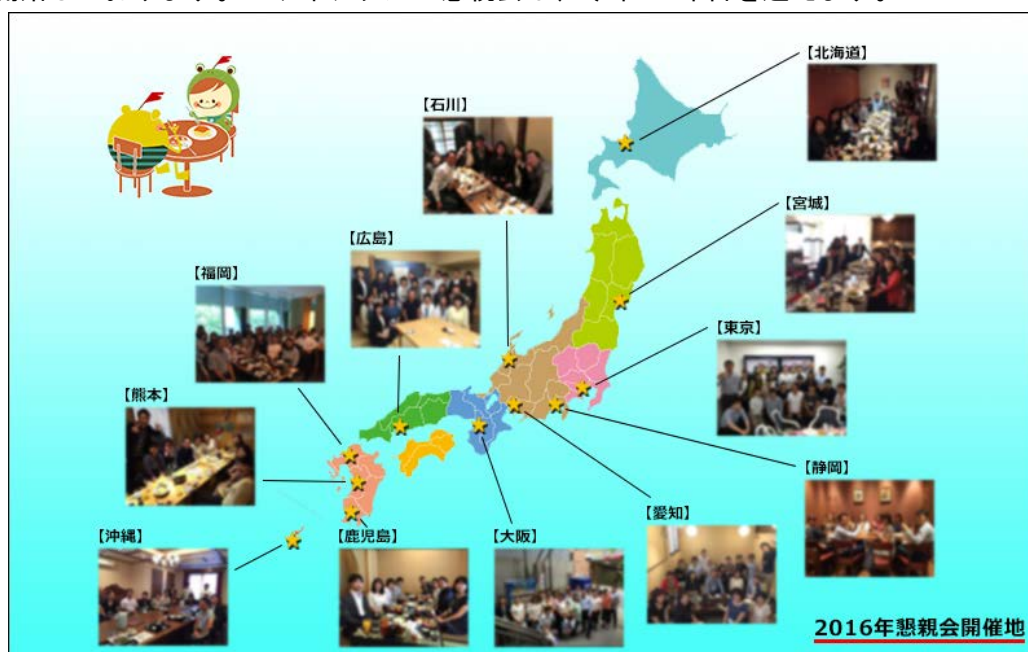 【北海道】
【石川】
【宮城】
【広島】
【福岡】
【東京】
【熊本】
【静岡】
【愛知】
【沖縄】
【鹿児島】
【大阪】
2016年懇親会開催地